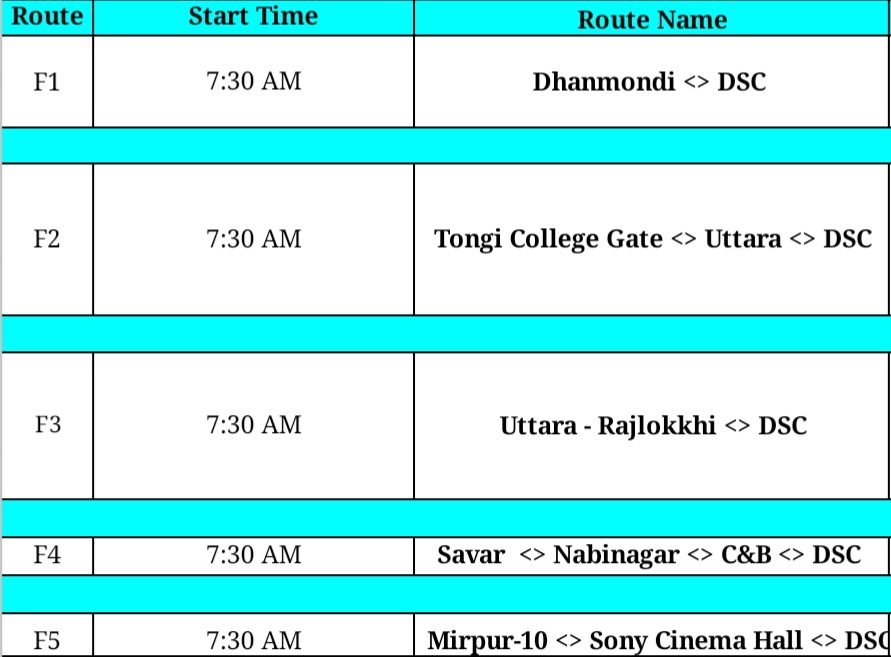 Route Start Time Route Name
F1 7:30 AM Dhanmondi <> DSC
F2 7:30 AM Tongi College Gate <> Uttara <> DSC
F3 7:30 AM Uttara - Rajlokkhi <> DSC
F4 7:30 AM Savar <> Nabinagar <> C&B <> DSC
F5 7:30 AM Mirpur-10 <> Sony Cinema Hall <> DSC